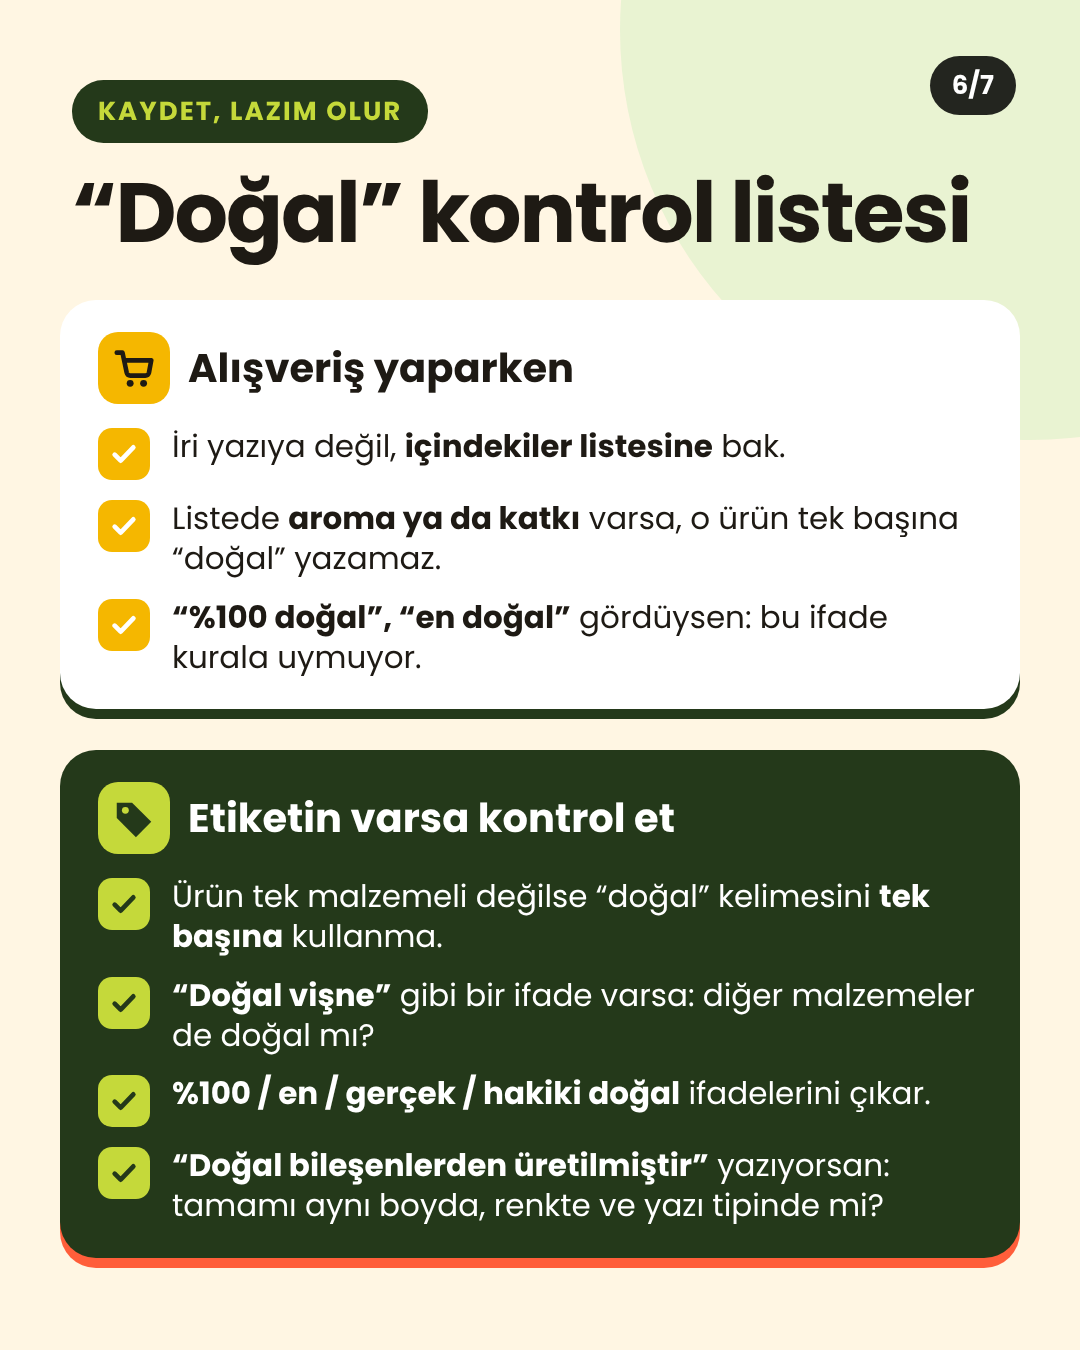 KAYDET, LAZIM OLUR
6/7
“Doğal” kontrol listesi
Alışveriş yaparken
İri yazıya değil, içindekiler listesine bak.
Listede aroma ya da katkı varsa, o ürün tek başına
“doğal” yazamaz.
“%100 doğal”, “en doğal” gördüysen: bu ifade
kurala uymuyor.
Etiketin varsa kontrol et
Ürün tek malzemeli değilse “doğal” kelimesini tek
başına kullanma.
“Doğal vişne” gibi bir ifade varsa: diğer malzemeler
de doğal mı?
%100 / en / gerçek / hakiki doğal ifadelerini çıkar.
“Doğal bileşenlerden üretilmiştir” yazıyorsan:
tamamı aynı boyda, renkte ve yazı tipinde mi?